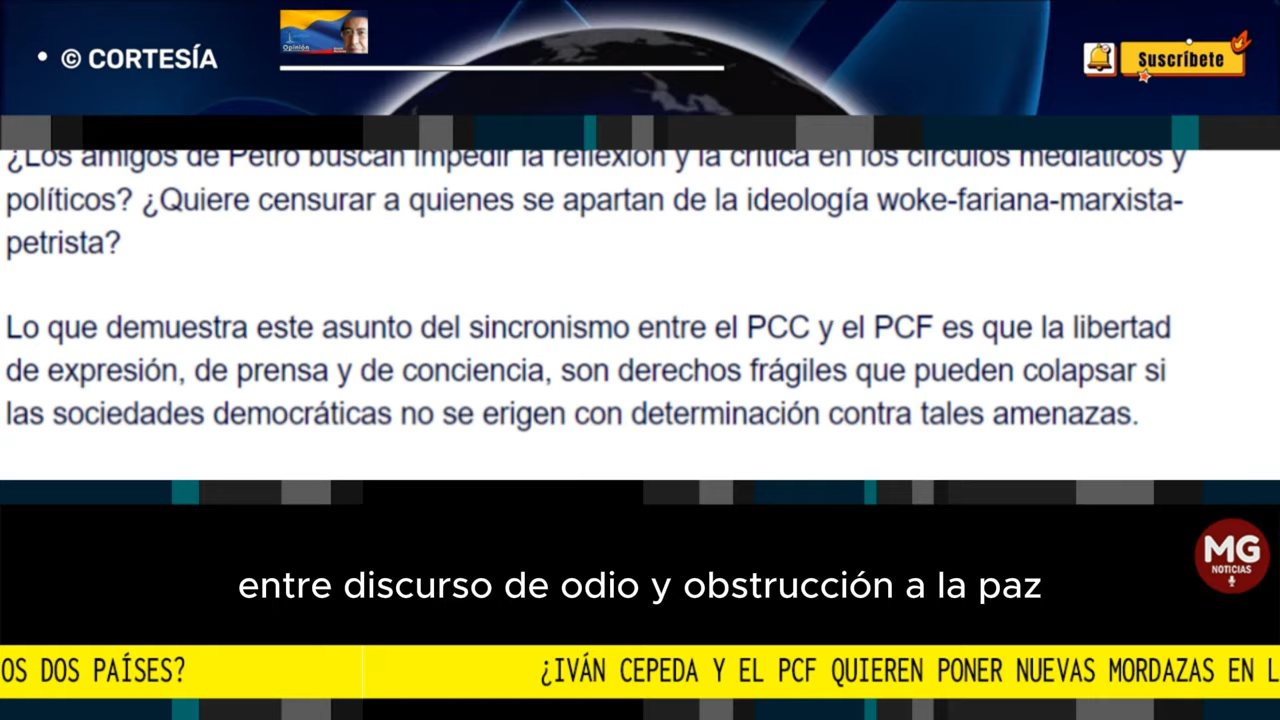 • © CORTESÍA
Opinión
Suscríbete
¿Los amigos de Petro buscan impedir la reflexión y la crítica en los círculos mediáticos y
políticos? ¿Quiere censurar a quienes se apartan de la ideología woke-fariana-marxista-
petrista?
Lo que demuestra este asunto del sincronismo entre el PCC y el PCF es que la libertad
de expresión, de prensa y de conciencia, son derechos frágiles que pueden colapsar si
las sociedades democráticas no se erigen con determinación contra tales amenazas.
MG
NOTICIAS
entre discurso de odio y obstrucción a la paz
OS DOS PAÍSES? ¿IVÁN CEPEDA Y EL PCF QUIEREN PONER NUEVAS MORDAZAS EN L